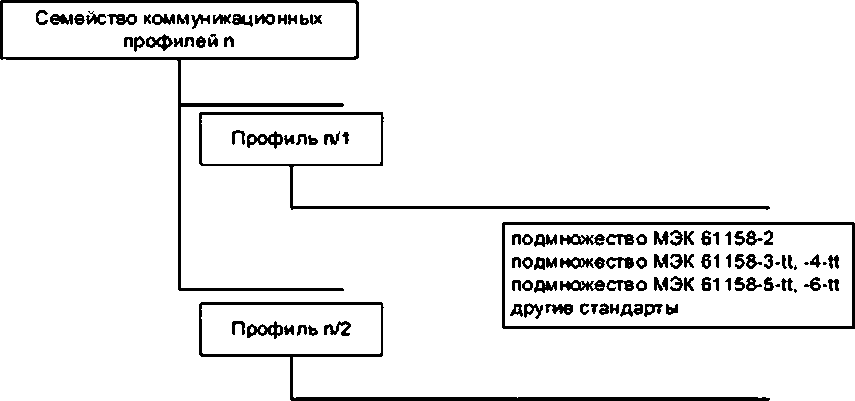 Семейство коммуникационных
профилей n
Профиль n/1
подмножество МЭК 61158-2
подмножество МЭК 61158-3-tt, -4-tt
подмножество МЭК 61158-5-tt, -6-tt
другие стандарты
Профиль n/2